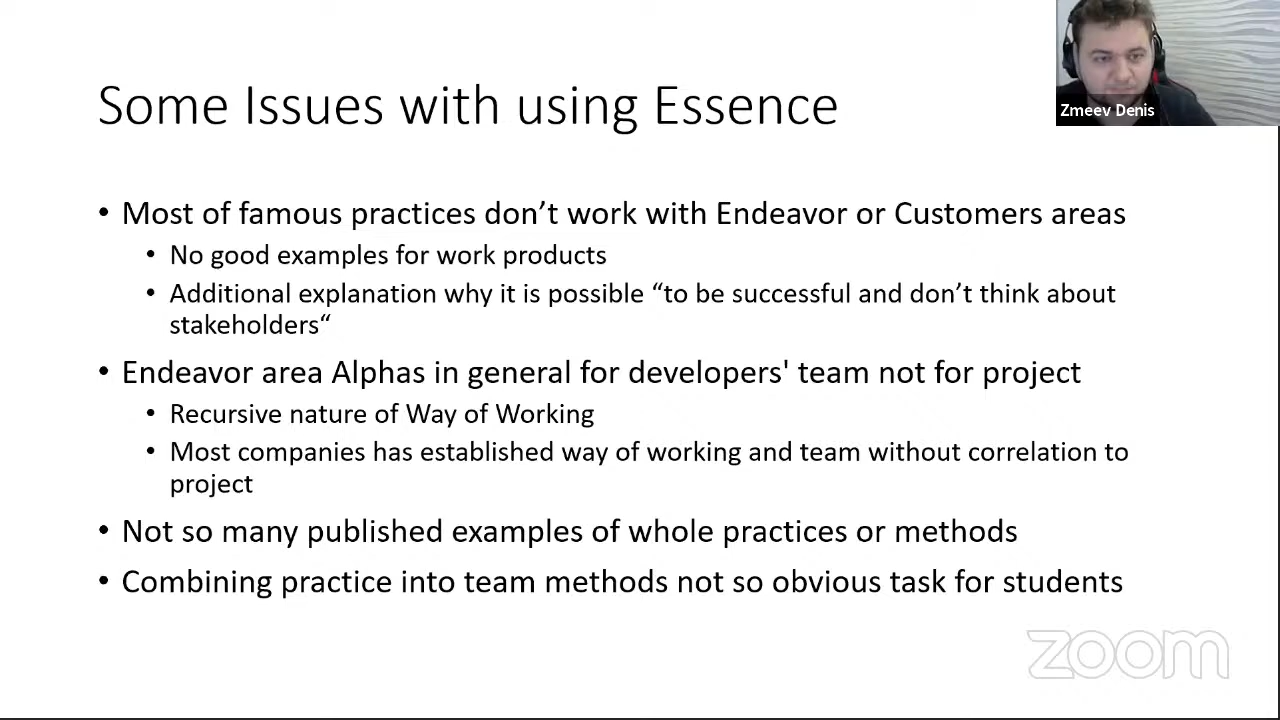 Some Issues with using Essence
Zmeev Denis
• Most of famous practices don’t work with Endeavor or Customers areas
• No good examples for work products
• Additional explanation why it is possible “to be successful and don’t think about
stakeholders“
• Endeavor area Alphas in general for developers' team not for project
• Recursive nature of Way of Working
• Most companies has established way of working and team without correlation to
project
• Not so many published examples of whole practices or methods
• Combining practice into team methods not so obvious task for students
zoom